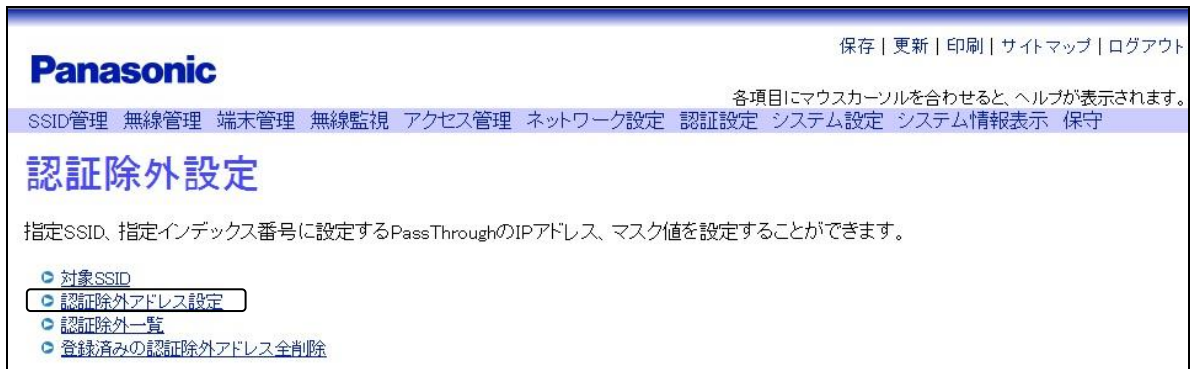 保存 | 更新 | 印刷 | サイトマップ | ログアウト
Panasonic
各項目にマウスカーソルを合わせると、ヘルプが表示されます。
SSID管理 無線管理 端末管理 無線監視 アクセス管理 ネットワーク設定 認証設定 システム設定 システム情報表示 保守
認証除外設定
指定SSID、指定インデックス番号に設定するPassThroughのIPアドレス、マスク値を設定することができます。
対象SSID
認証除外アドレス設定
認証除外一覧
登録済みの認証除外アドレス全削除